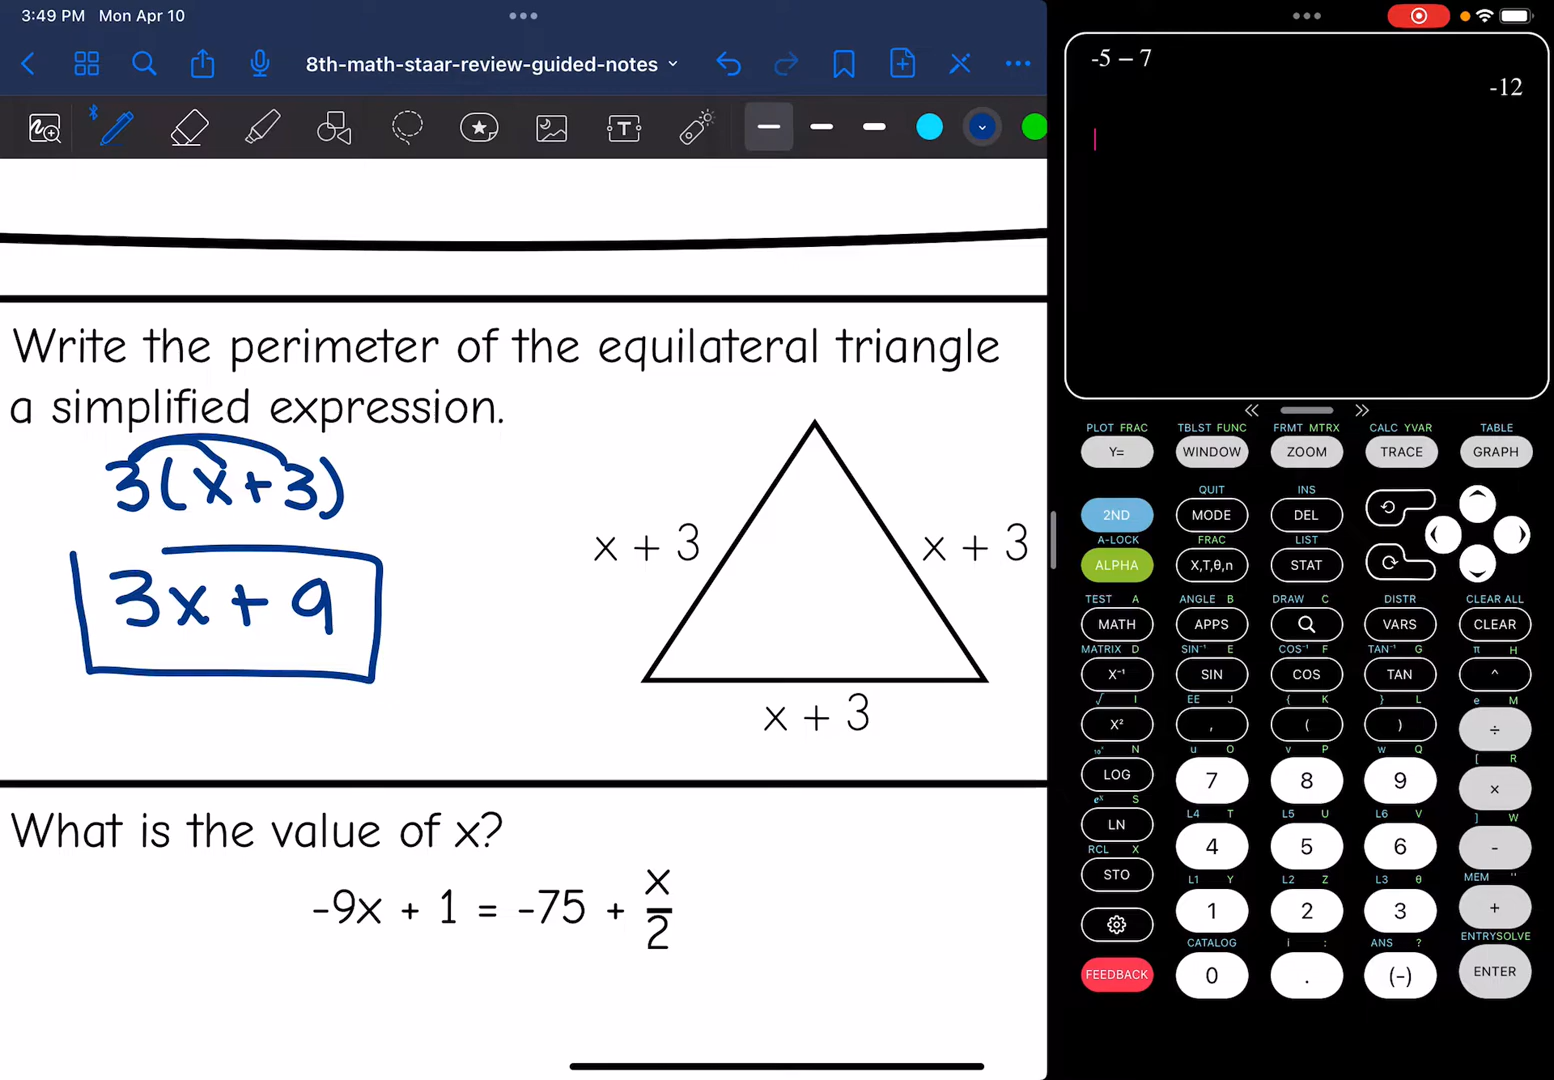 3:49 PM Mon Apr 10
8th-math-staar-review-guided-notes
T
Write the perimeter of the equilateral triangle
a simplified expression.
3(x+3)
3x+9
x + 3
x + 3
x + 3
What is the value of x?
-9x + 1 = -75 + x/2
-5 – 7
-12
PLOT FRAC TBLST FUNC FRMT MTRX CALC YVAR TABLE
Y= WINDOW ZOOM TRACE GRAPH
QUIT INS
2ND MODE DEL
A-LOCK FRAC LIST
ALPHA X,T,θ,n STAT
TEST A ANGLE B DRAW C DISTR CLEAR ALL
MATH APPS VARS CLEAR
MATRIX D SIN⁻¹ E COS⁻¹ F TAN⁻¹ G π H
X⁻¹ SIN COS TAN ^
√ I EE J { K } L e M
X² , ( ) ÷
10ˣ N u O v P w Q [ R
LOG 7 8 9 ×
eˣ S L4 T L5 U L6 V ] W
LN 4 5 6 -
RCL X L1 Y L2 Z L3 θ MEM "
STO 1 2 3 +
CATALOG i : ANS ? ENTRY SOLVE
FEEDBACK 0 . (-) ENTER